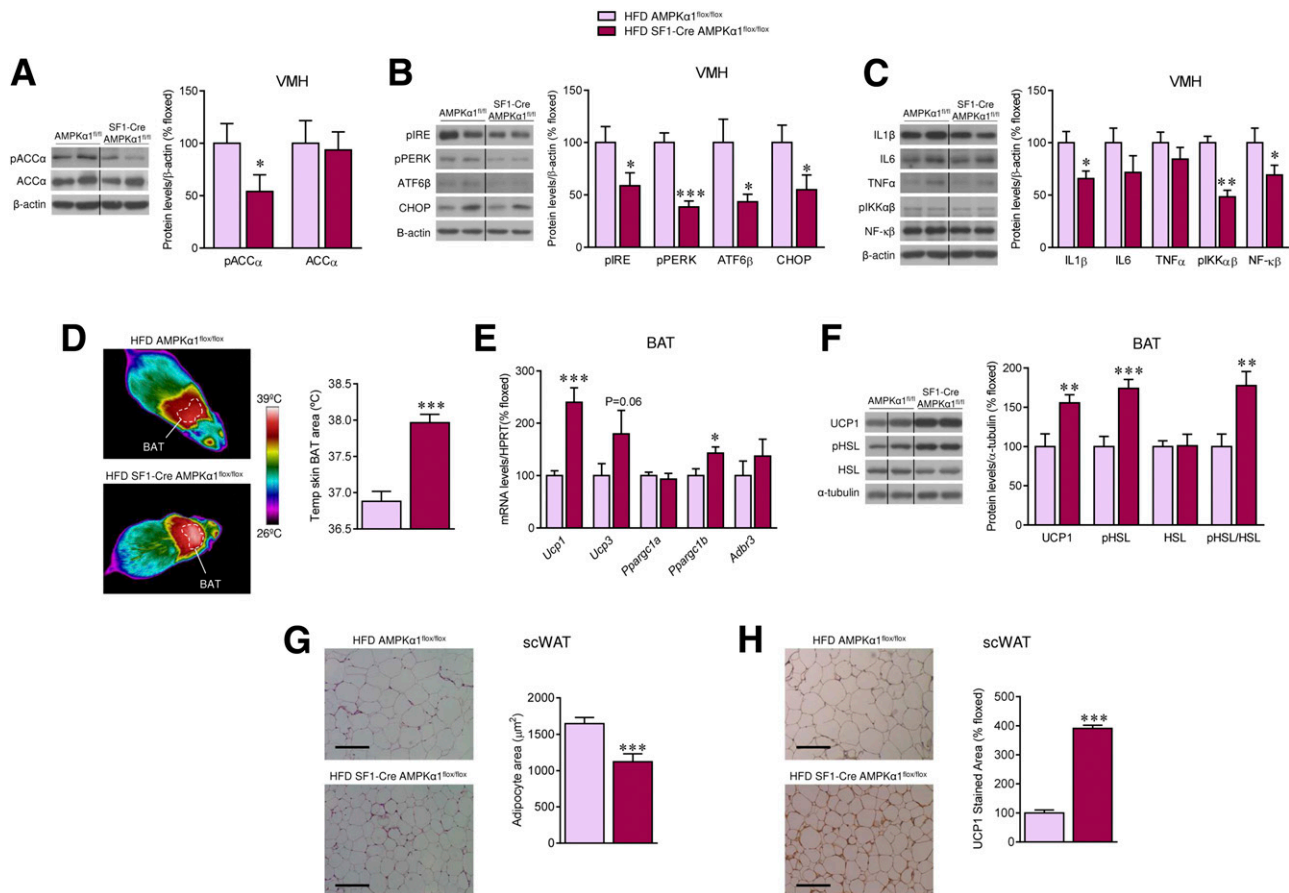 HFD AMPKα1flox/flox
HFD SF1-Cre AMPKα1flox/flox
A
VMH
AMPKα1fl/fl
SF1-Cre
AMPKα1fl/fl
pACCα
ACCα
β-actin
Protein levels/β-actin (% floxed)
150
100
50
0
*
pACCα
ACCα
B
VMH
AMPKα1fl/fl
SF1-Cre
AMPKα1fl/fl
pIRE
pPERK
ATF6β
CHOP
B-actin
Protein levels/β-actin (% floxed)
150
100
50
0
*
***
*
*
pIRE
pPERK
ATF6β
CHOP
C
VMH
AMPKα1fl/fl
SF1-Cre
AMPKα1fl/fl
IL1β
IL6
TNFα
pIKKαβ
NF-κβ
β-actin
Protein levels/β-actin (% floxed)
150
100
50
0
*
**
*
IL1β
IL6
TNFα
pIKKαβ
NF-κβ
D
HFD AMPKα1flox/flox
BAT
HFD SF1-Cre AMPKα1flox/flox
BAT
39ºC
26ºC
Temp skin BAT area (ºC)
38.5
38.0
37.5
37.0
36.5
***
E
BAT
mRNA levels/HPRT(% floxed)
300
200
100
0
***
P=0.06
*
Ucp1
Ucp3
Ppargc1a
Ppargc1b
Adbr3
F
BAT
AMPKα1fl/fl
SF1-Cre
AMPKα1fl/fl
UCP1
pHSL
HSL
α-tubulin
Protein levels/α-tubulin (% floxed)
200
150
100
50
0
**
***
**
UCP1
pHSL
HSL
pHSL/HSL
G
scWAT
HFD AMPKα1flox/flox
HFD SF1-Cre AMPKα1flox/flox
Adipocyte area (μm2)
2000
1500
1000
500
0
***
H
scWAT
HFD AMPKα1flox/flox
HFD SF1-Cre AMPKα1flox/flox
UCP1 Stained Area (% floxed)
500
400
300
200
100
0
***